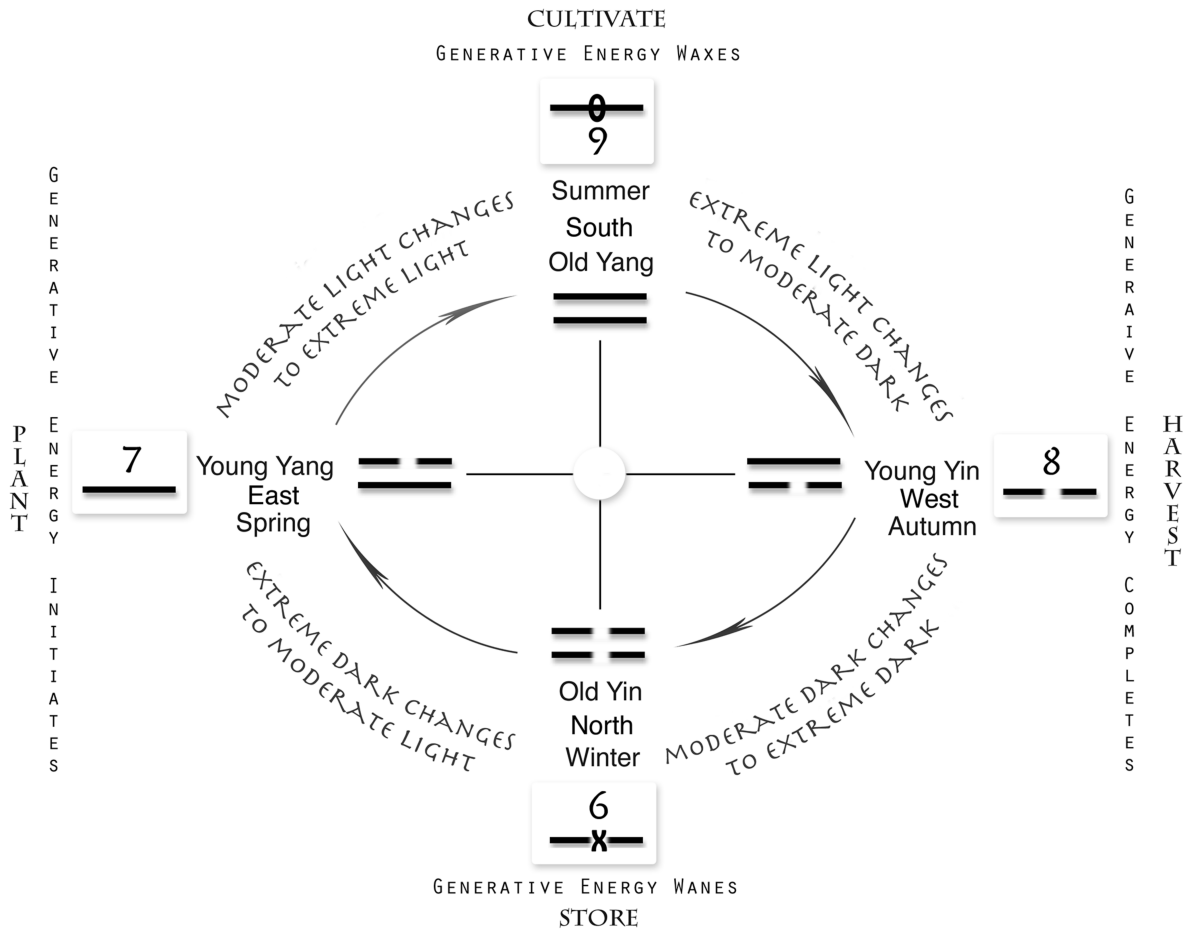 CULTIVATE
GENERATIVE ENERGY WAXES
9
Summer
South
Old Yang
MODERATE LIGHT CHANGES
TO EXTREME LIGHT
EXTREME LIGHT CHANGES
TO MODERATE DARK
PLANT
GENERATIVE ENERGY INITIATES
7
Young Yang
East
Spring
Young Yin
West
Autumn
8
GENERAIVE ENERGY COMPLETES
HARVEST
EXTREME DARK CHANGES
TO MODERATE LIGHT
MODERATE DARK CHANGES
TO EXTREME DARK
Old Yin
North
Winter
6
x
GENERATIVE ENERGY WANES
STORE